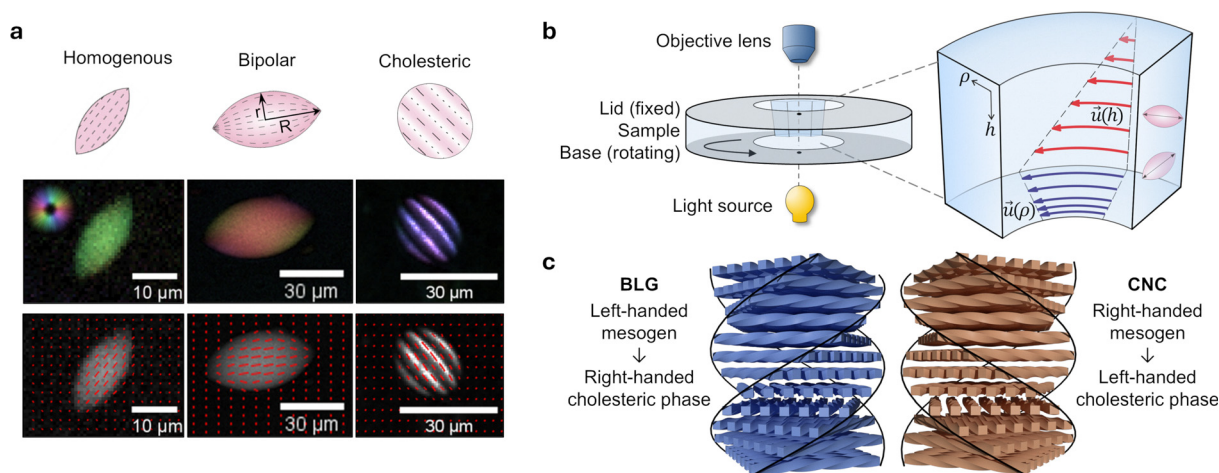 a
Homogenous
Bipolar
Cholesteric
r
R
10 μm
30 μm
30 μm
10 μm
30 μm
30 μm
b
Objective lens
Lid (fixed)
Sample
Base (rotating)
Light source
ρ
h
u⃗(h)
u⃗(ρ)
c
BLG
Left-handed
mesogen
↓
Right-handed
cholesteric phase
CNC
Right-handed
mesogen
↓
Left-handed
cholesteric phase